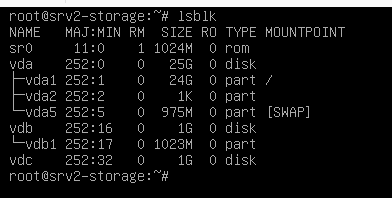 root@srv2-storage:~# lsblk
NAME   MAJ:MIN RM  SIZE RO TYPE MOUNTPOINT
sr0     11:0    1 1024M  0 rom
vda    252:0    0   25G  0 disk
├─vda1 252:1    0   24G  0 part /
├─vda2 252:2    0    1K  0 part
└─vda5 252:5    0  975M  0 part [SWAP]
vdb    252:16   0    1G  0 disk
└─vdb1 252:17   0 1023M  0 part
vdc    252:32   0    1G  0 disk
root@srv2-storage:~#